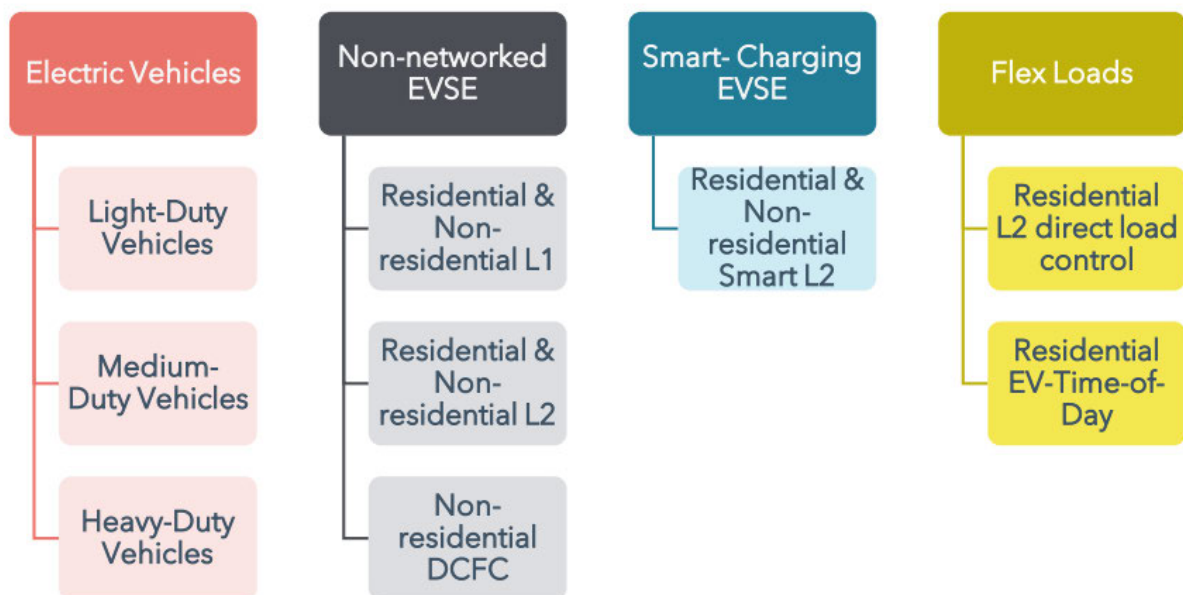 Electric Vehicles
Light-Duty
Vehicles
Medium-
Duty Vehicles
Heavy-Duty
Vehicles
Non-networked
EVSE
Residential &
Non-
residential L1
Residential &
Non-
residential L2
Non-
residential
DCFC
Smart- Charging
EVSE
Residential &
Non-
residential
Smart L2
Flex Loads
Residential
L2 direct load
control
Residential
EV-Time-of-
Day